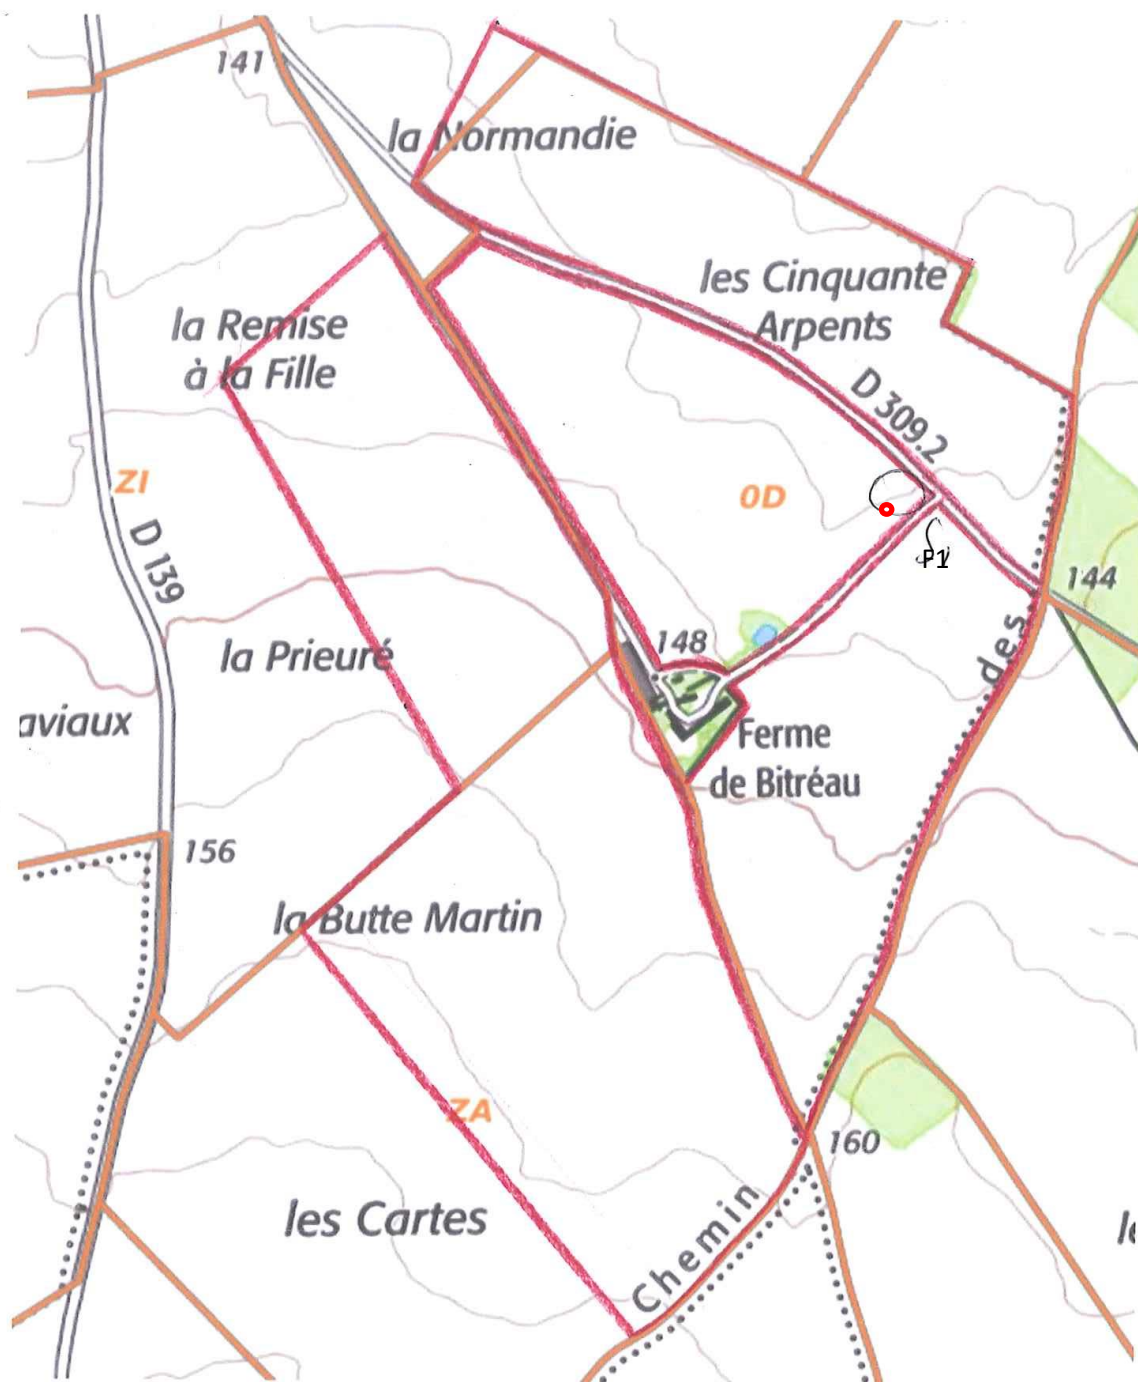 141
la Normandie
les Cinquante
Arpents
la Remise
à la Fille
D 309.2
ZI
OD
D 139
P1
144
148
des
la Prieuré
aviaux
Ferme
de Bitréau
156
la Butte Martin
ZA
160
les Cartes
Chemin